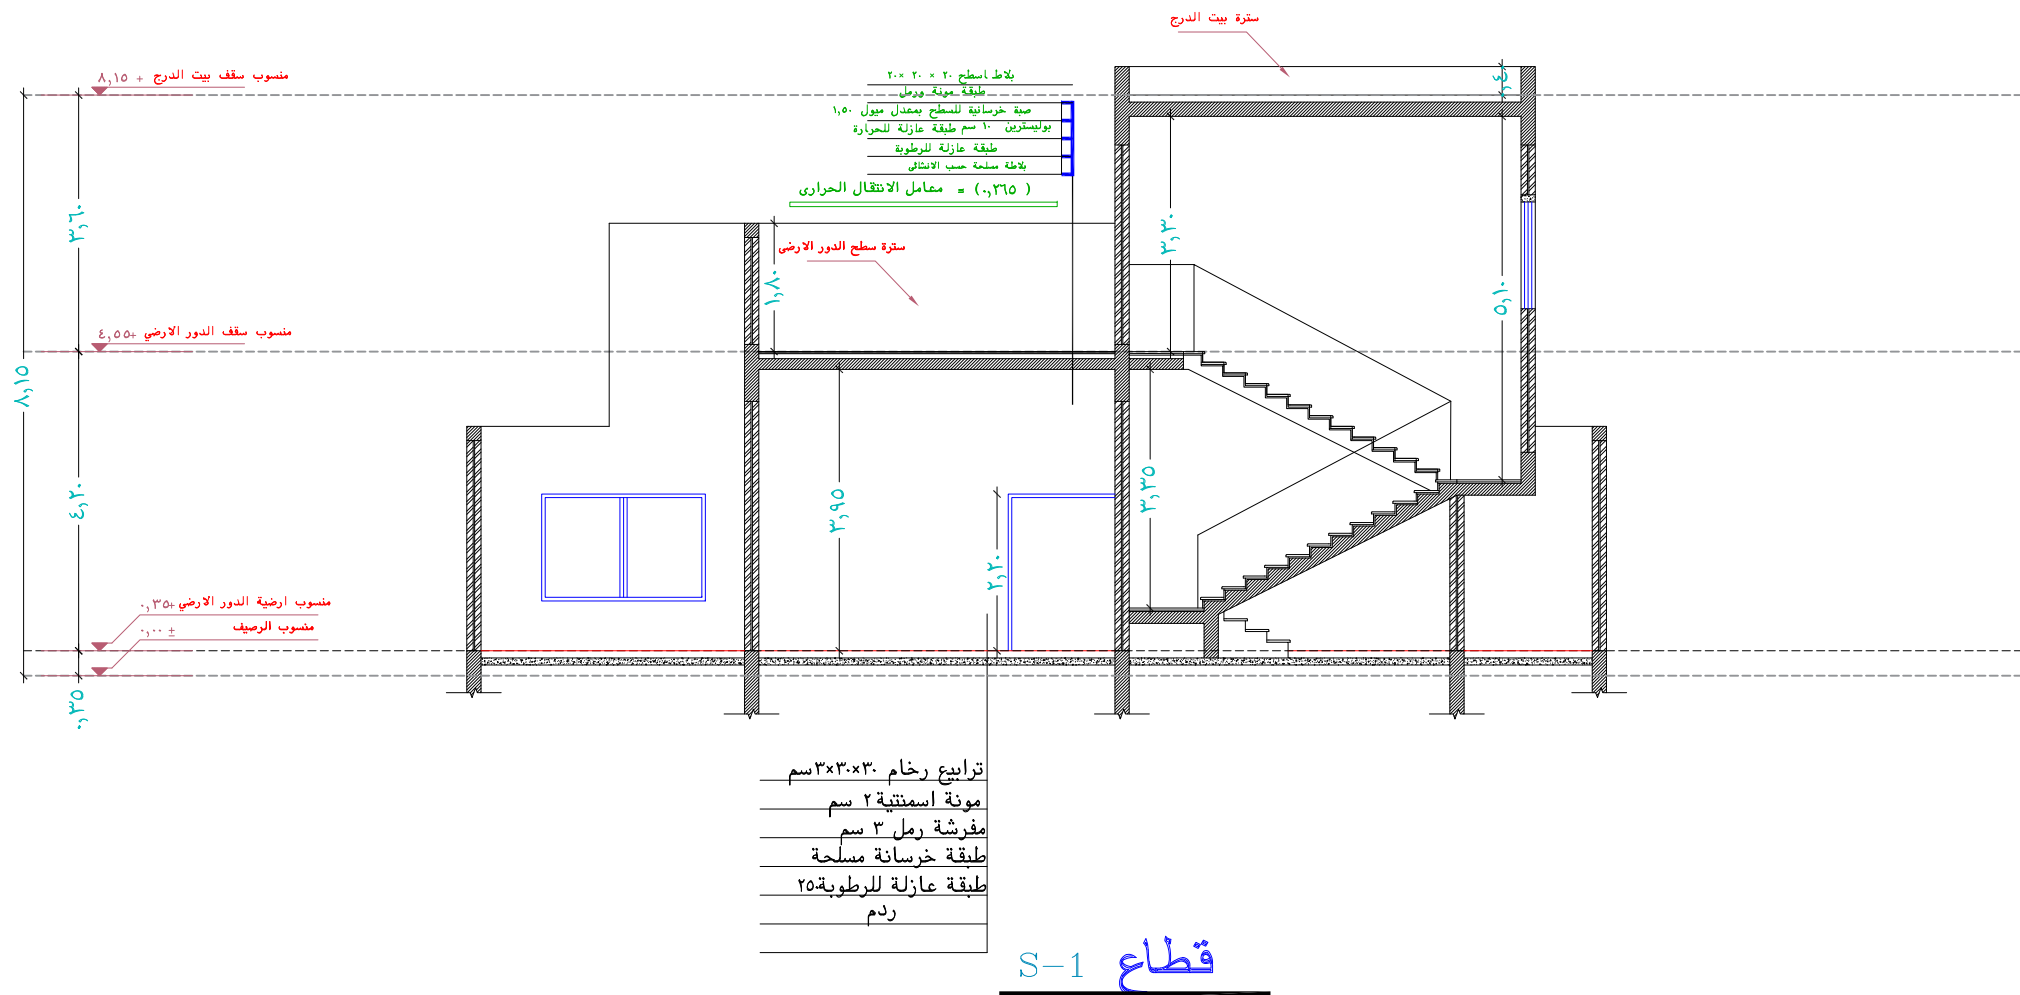 سترة بيت الدرج
منسوب سقف بيت الدرج + ٨,١٥
بلاط اسطح ٢٠ × ٢٠ ×٢٠
طبقة مونة ورمل
صبة خرسانية للسطح بمعدل ميول ١,٥٠
بوليسترين ١٠ سم طبقة عازلة للحرارة
طبقة عازلة للرطوبة
بلاطة مسلحة حسب الانشائى
معامل الانتقال الحرارى = (٠,٢٦٥ )
٠,٤٠
٣,٦٠
٣,٣٠
٥,١٠
سترة سطح الدور الارضى
١,٨٠
منسوب سقف الدور الارضي +٤,٥٥
٨,١٥
٤,٢٠
٣,٩٥
٣,٣٥
٢,٢٠
منسوب ارضية الدور الارضي +٠,٣٥
منسوب الرصيف ± ٠,٠٠
٠,٣٥
ترابيع رخام ٣٠×٣٠×٣سم
مونة اسمنتية ٢ سم
مفرشة رمل ٣ سم
طبقة خرسانة مسلحة
طبقة عازلة للرطوبة٢٥٠
ردم
قطاع S-1